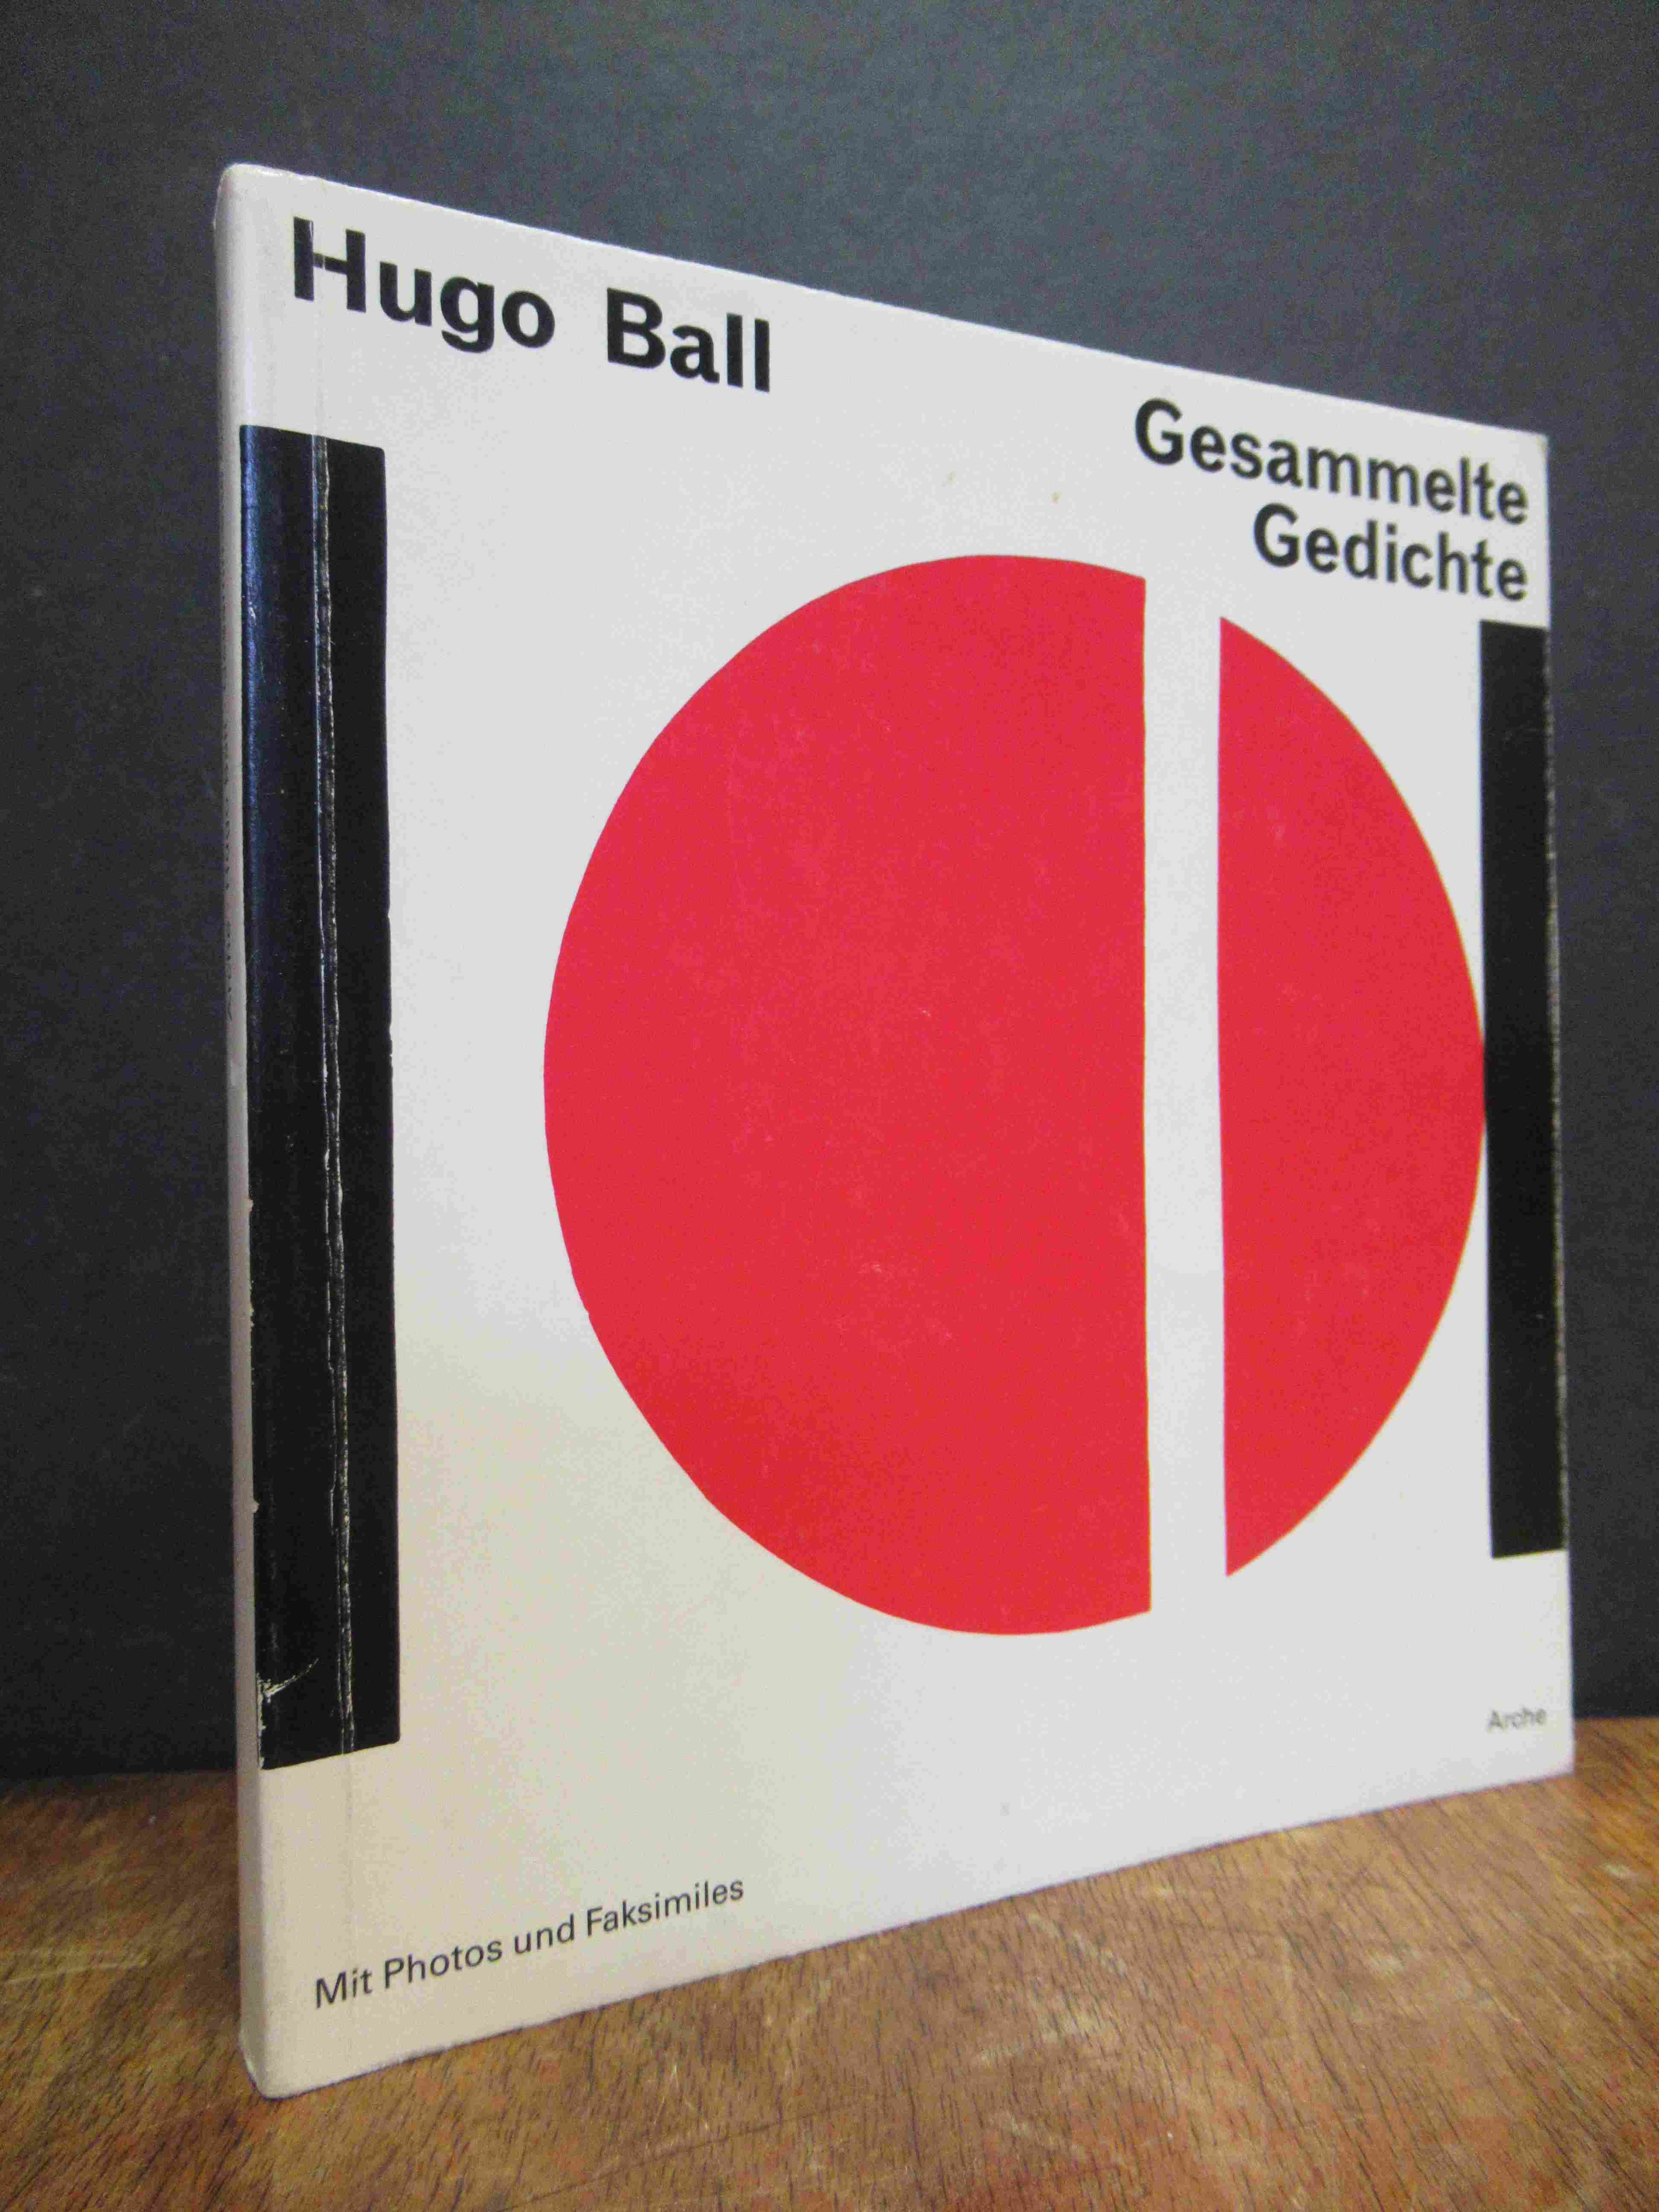 Hugo Ball
Gesammelte
Gedichte
Arche
Mit Photos und Faksimiles